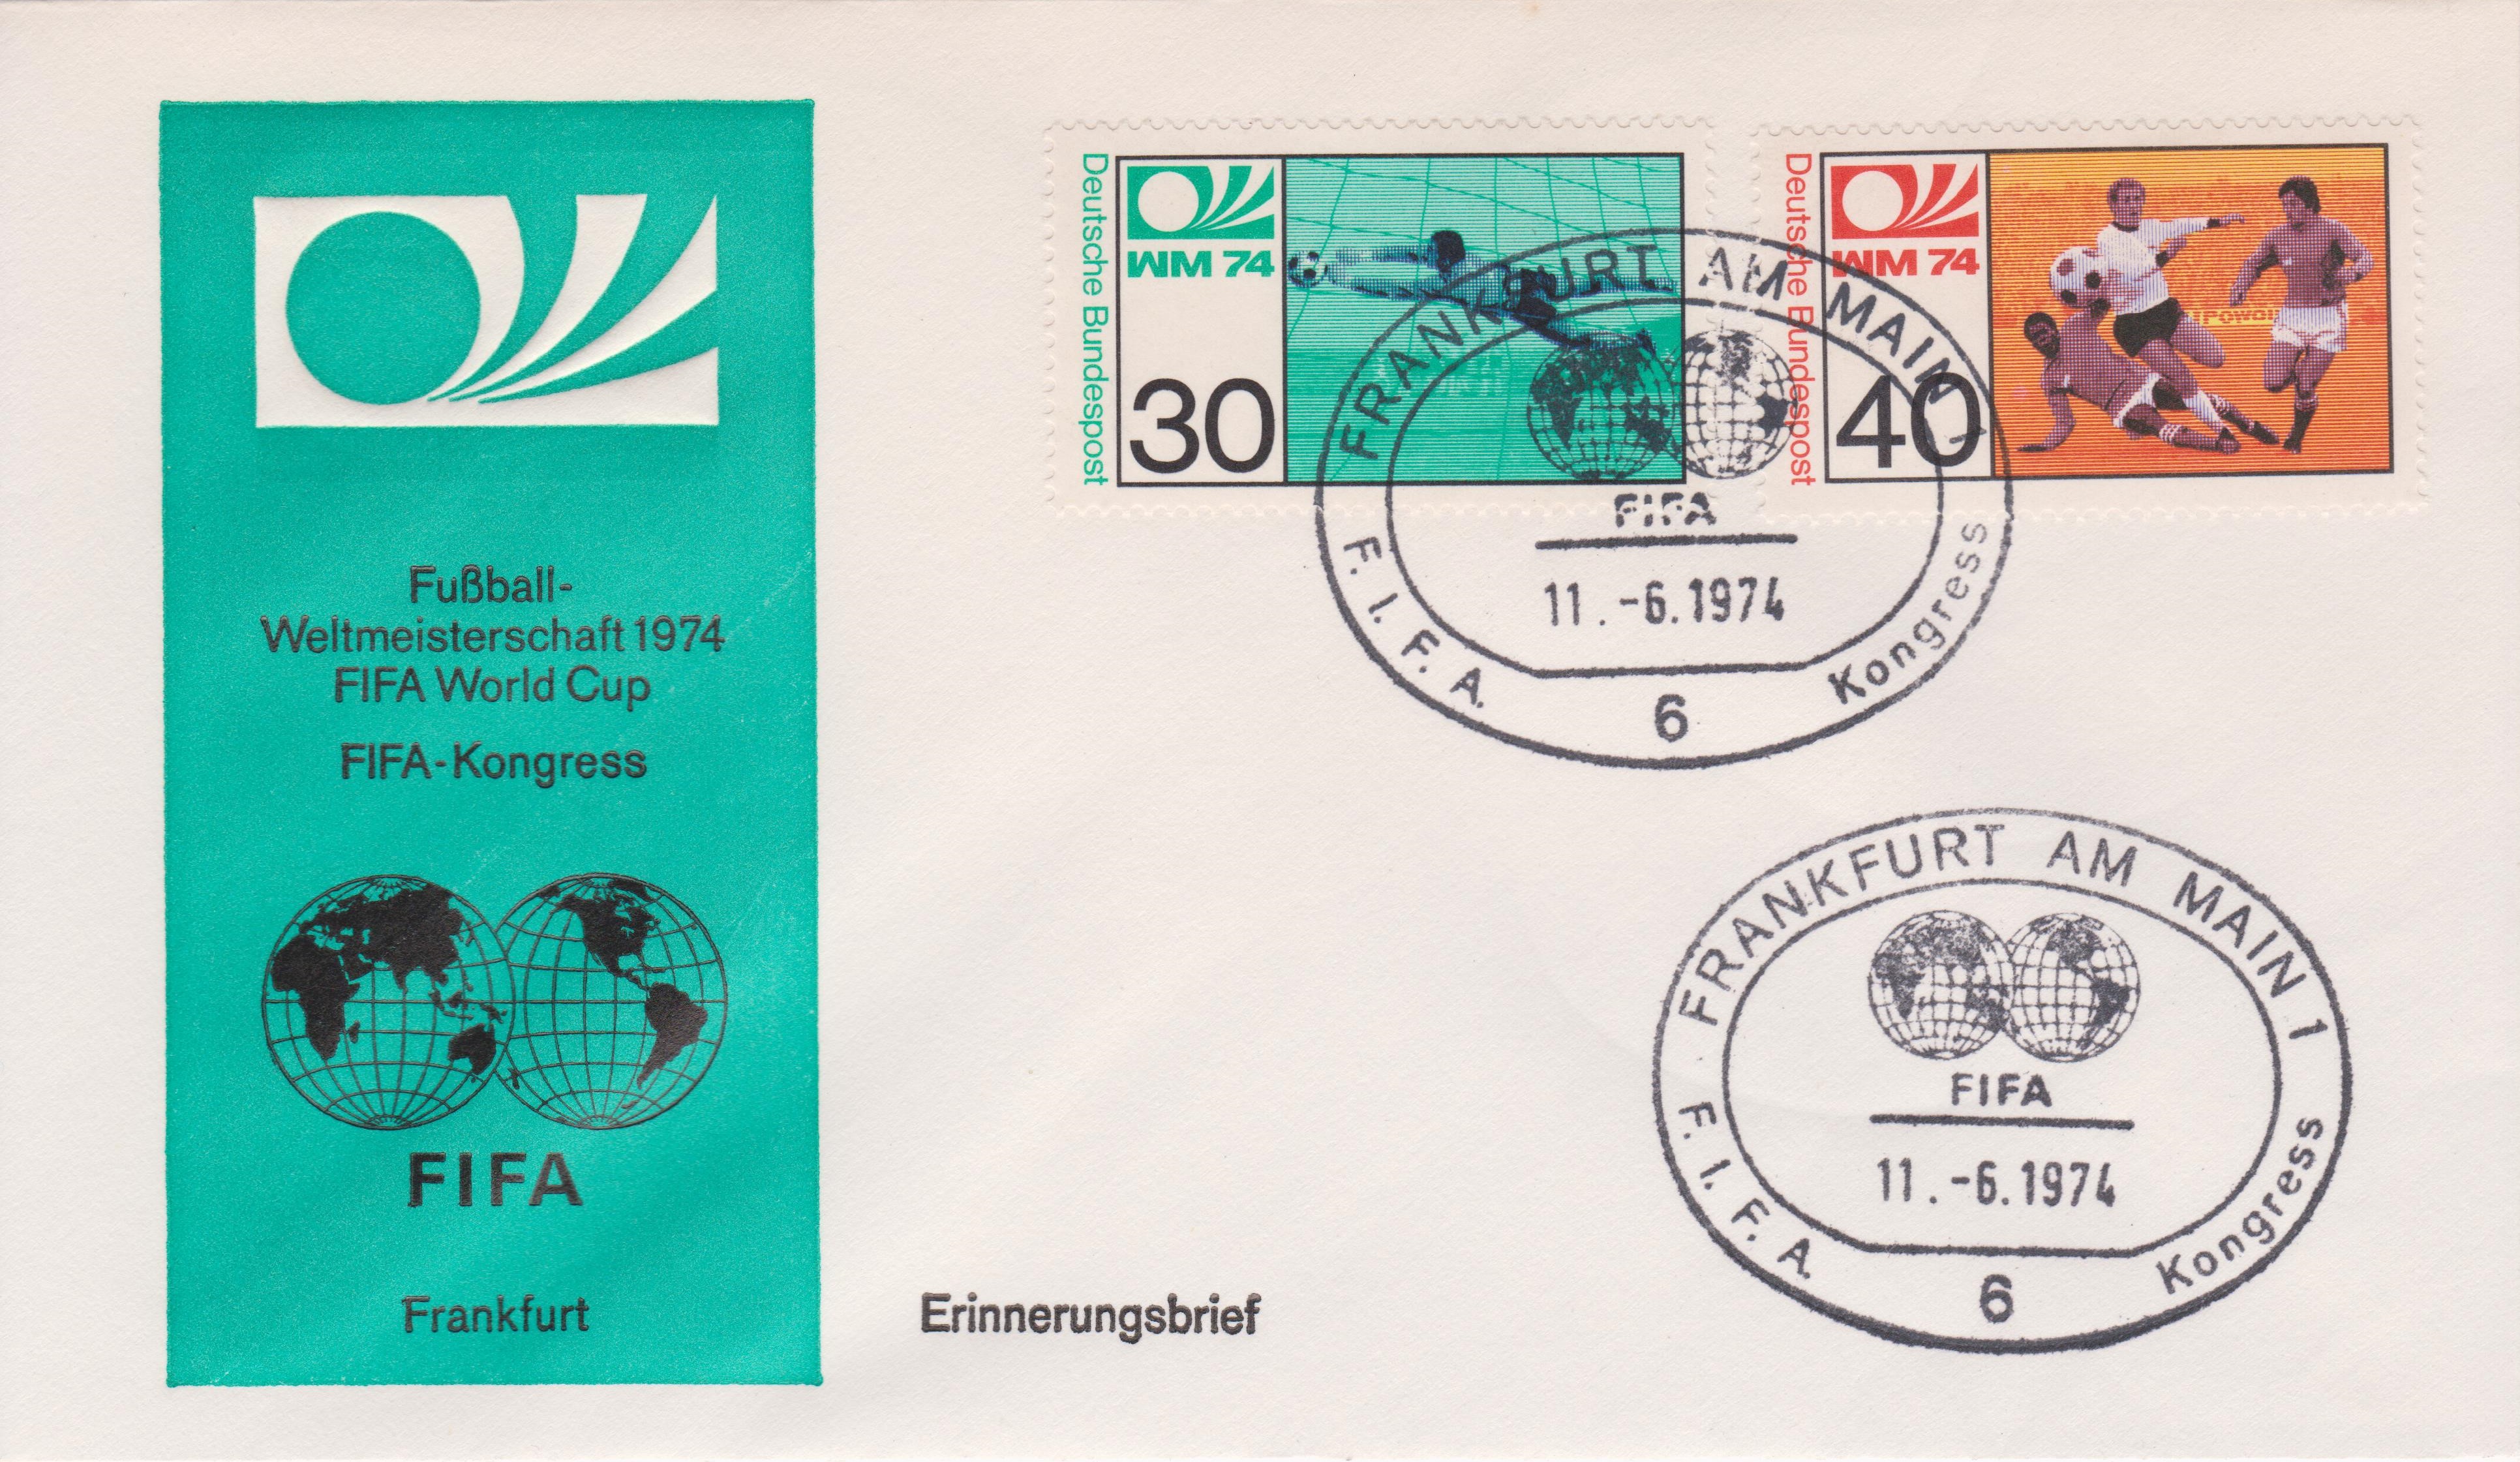 Fußball-
Weltmeisterschaft 1974
FIFA World Cup
FIFA-Kongress
FIFA
Frankfurt
Erinnerungsbrief
Deutsche Bundespost
WM 74
30
Deutsche Bundespost
WM 74
40
FRANKFURT AM MAIN 1
FIFA
11.-6.1974
F. I. F. A. Kongress
6
FRANKFURT AM MAIN 1
FIFA
11.-6.1974
F. I. F. A. Kongress
6